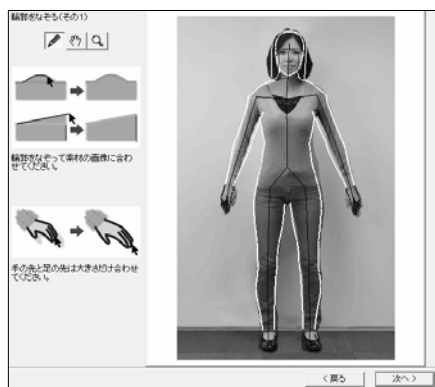 輪郭をなぞる(その1)
輪郭をなぞって素材の画像に合わ
せてください。
手の先と足の先は大きさだけ合わせ
てください。
< 戻る
次へ >